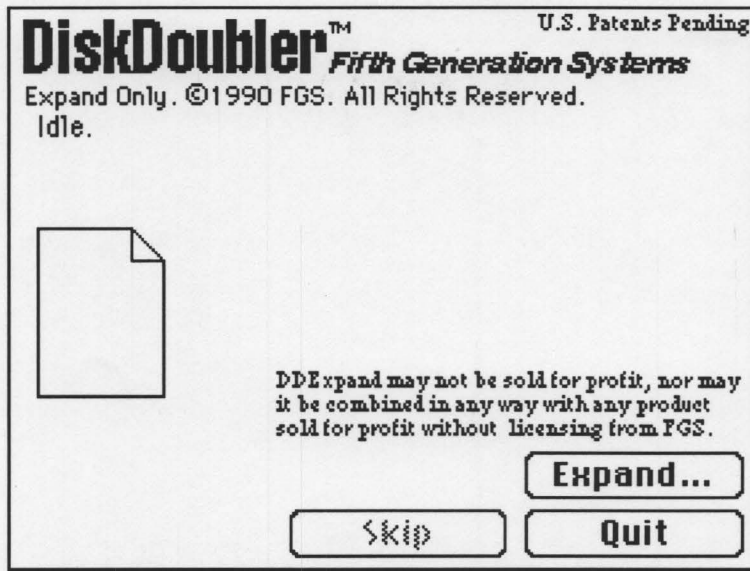 U.S. Patents Pending
DiskDoubler™ Fifth Generation Systems
Expand Only. ©1990 FGS. All Rights Reserved.
Idle.
DDExpand may not be sold for profit, nor may
it be combined in any way with any product
sold for profit without licensing from FGS.
Expand...
Skip
Quit